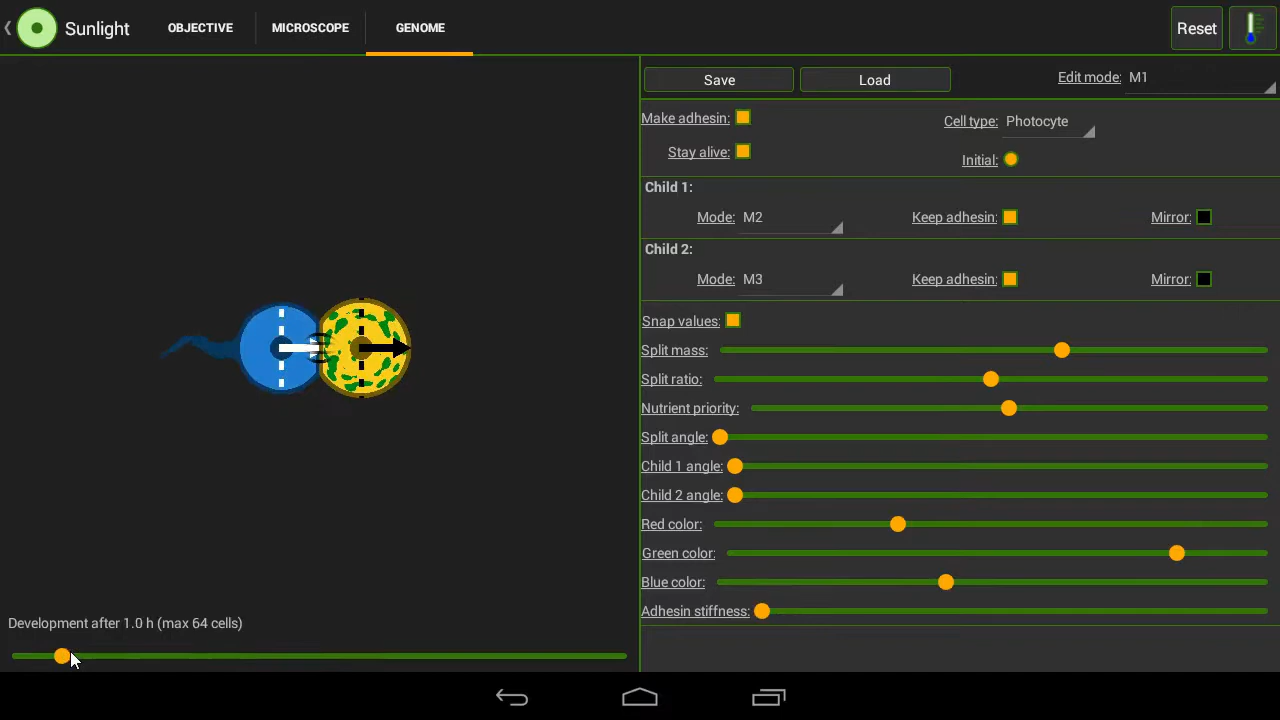 Sunlight OBJECTIVE MICROSCOPE GENOME Reset
Save Load Edit mode: M1
Make adhesin: Cell type: Photocyte
Stay alive: Initial:
Child 1:
Mode: M2 Keep adhesin: Mirror:
Child 2:
Mode: M3 Keep adhesin: Mirror:
Snap values:
Split mass:
Split ratio:
Nutrient priority:
Split angle:
Child 1 angle:
Child 2 angle:
Red color:
Green color:
Blue color:
Adhesin stiffness:
Development after 1.0 h (max 64 cells)